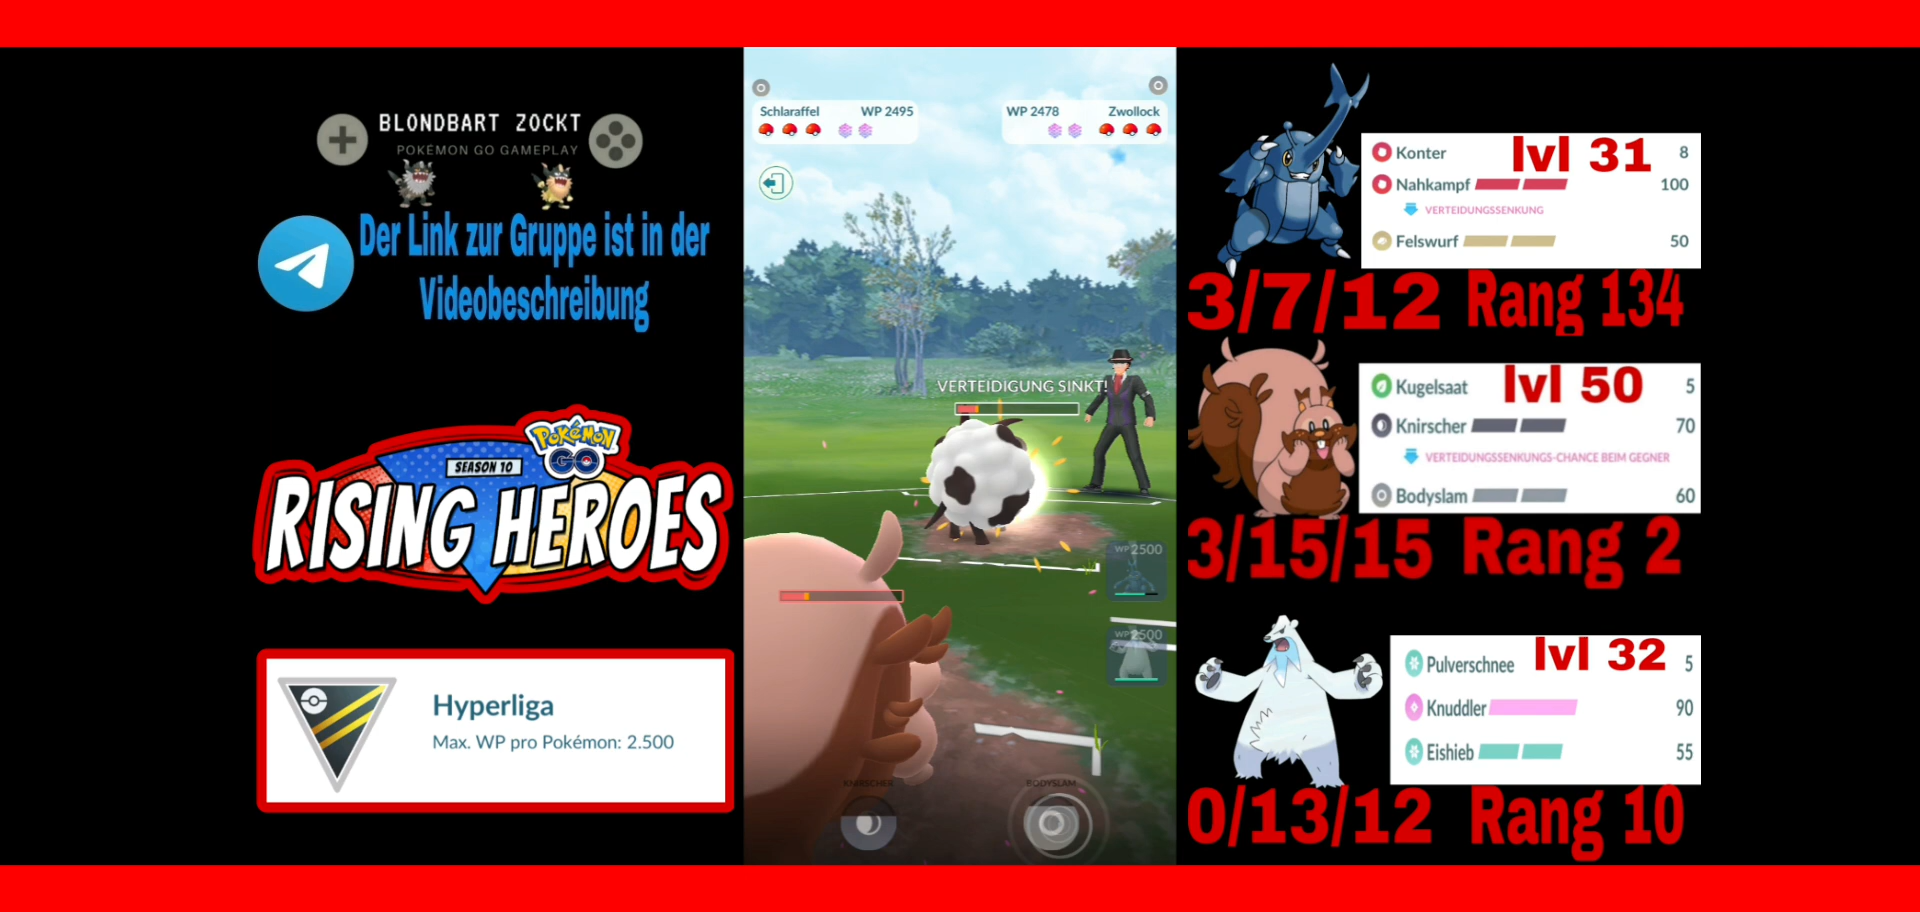 BLONDBART ZOCKT
POKÉMON GO GAMEPLAY
Der Link zur Gruppe ist in der
Videobeschreibung
POKéMON
GO
SEASON 10
RISING HEROES
Hyperliga
Max. WP pro Pokémon: 2.500
Schlaraffel WP 2495
WP 2478 Zwollock
VERTEIDIGUNG SINKT!
WP 2500
WP 2500
KNIRSCHER
BODYSLAM
Konter lvl 31 8
Nahkampf 100
VERTEIDUNGSSENKUNG
Felswurf 50
3/7/12 Rang 134
Kugelsaat lvl 50 5
Knirscher 70
VERTEIDUNGSSENKUNGS-CHANCE BEIM GEGNER
Bodyslam 60
3/15/15 Rang 2
Pulverschnee lvl 32 5
Knuddler 90
Eishieb 55
0/13/12 Rang 10